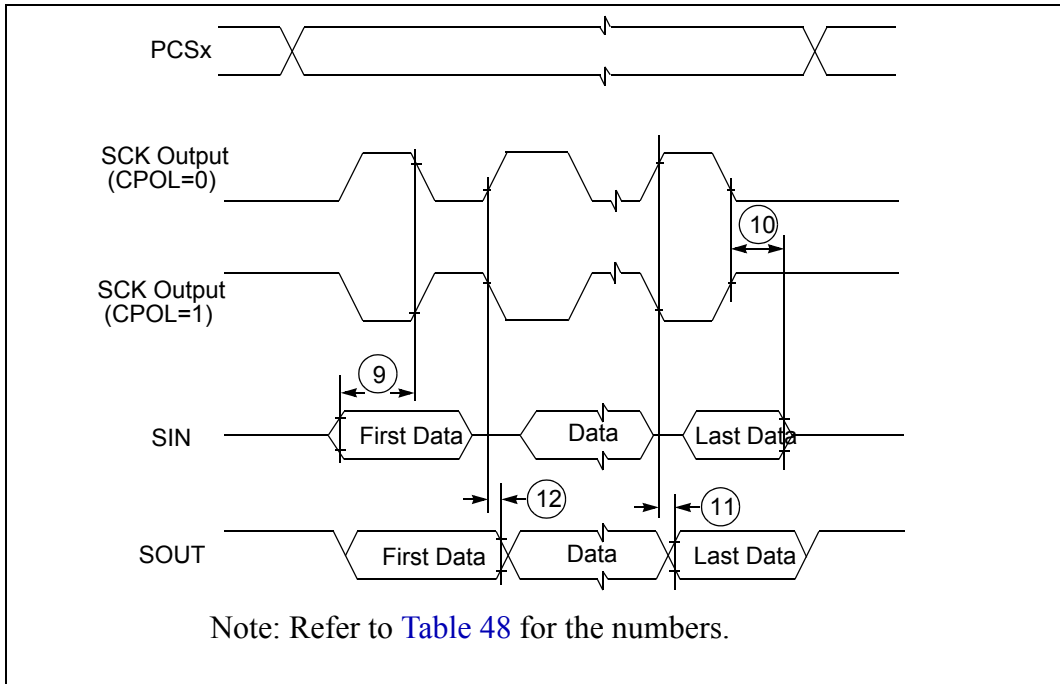 PCSx
SCK Output
(CPOL=0)
10
SCK Output
(CPOL=1)
9
SIN
First Data
Data
Last Data
12
11
SOUT
First Data
Data
Last Data
Note: Refer to Table 48 for the numbers.